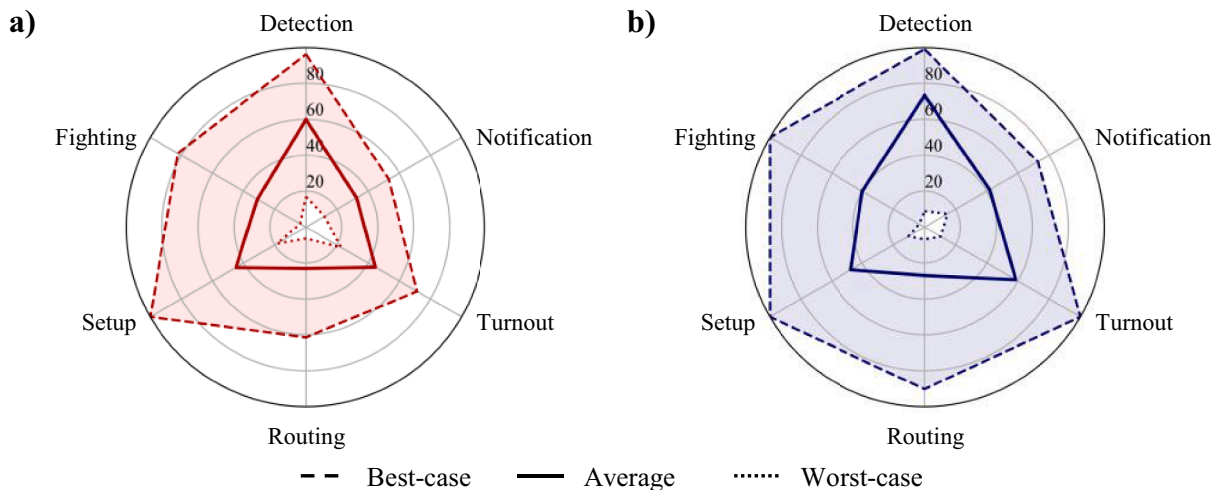 a)
Detection
80
60
40
20
Fighting
Notification
Setup
Turnout
Routing
b)
Detection
80
60
40
20
Fighting
Notification
Setup
Turnout
Routing
Best-case
Average
Worst-case